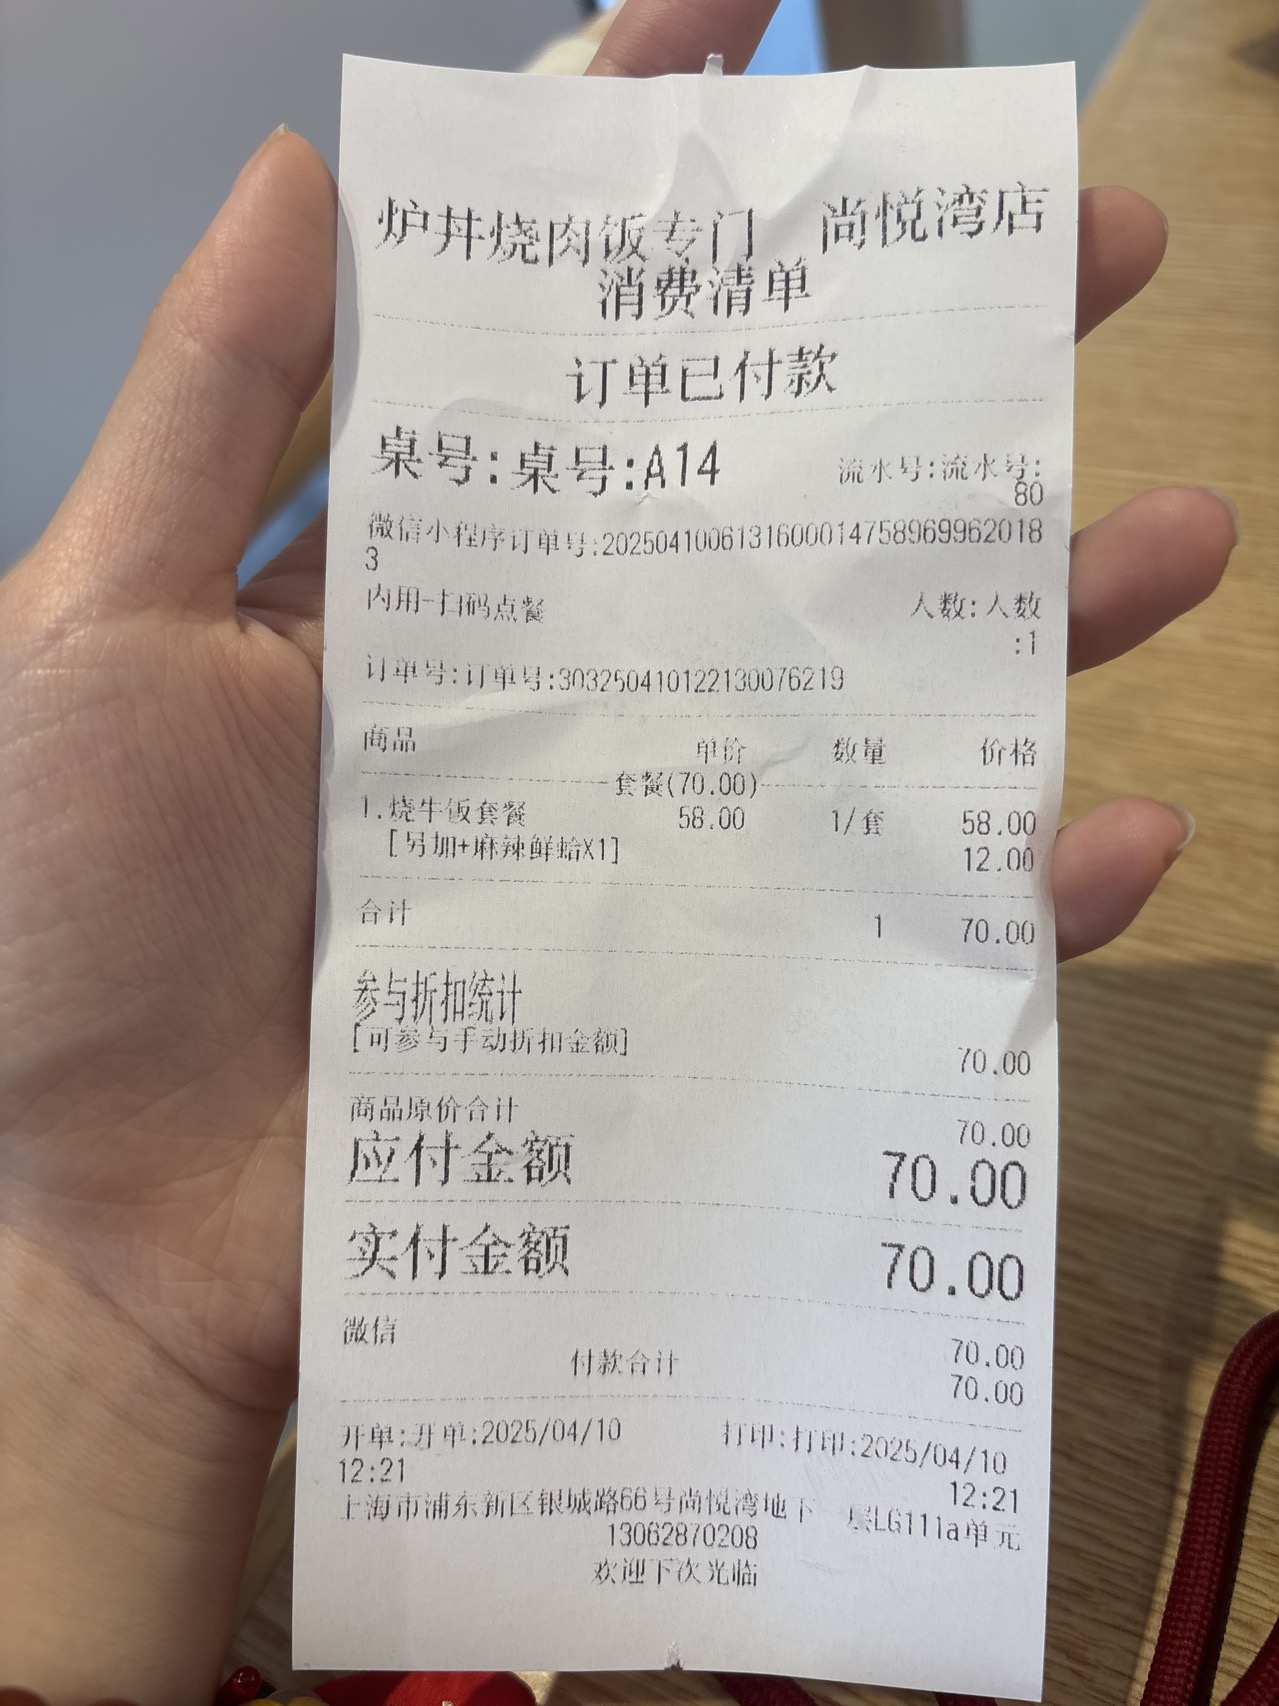 炉丼烧肉饭专门 尚悦湾店
消费清单
订单已付款
桌号:桌号:A14 流水号:流水号:
80
微信小程序订单号:2025041006131600014758969962018
3
内用-扫码点餐 人数:人数
:1
订单号:订单号:303250410122130076219
商品 单价 数量 价格
套餐(70.00)
1.烧牛饭套餐 58.00 1/套 58.00
[另加+麻辣鲜蛤X1] 12.00
合计 1 70.00
参与折扣统计
[可参与手动折扣金额] 70.00
商品原价合计 70.00
应付金额 70.00
实付金额 70.00
微信 70.00
付款合计 70.00
开单:开单:2025/04/10 打印:打印:2025/04/10
12:21 12:21
上海市浦东新区银城路66号尚悦湾地下 层LG111a单元
13062870208
欢迎下次光临